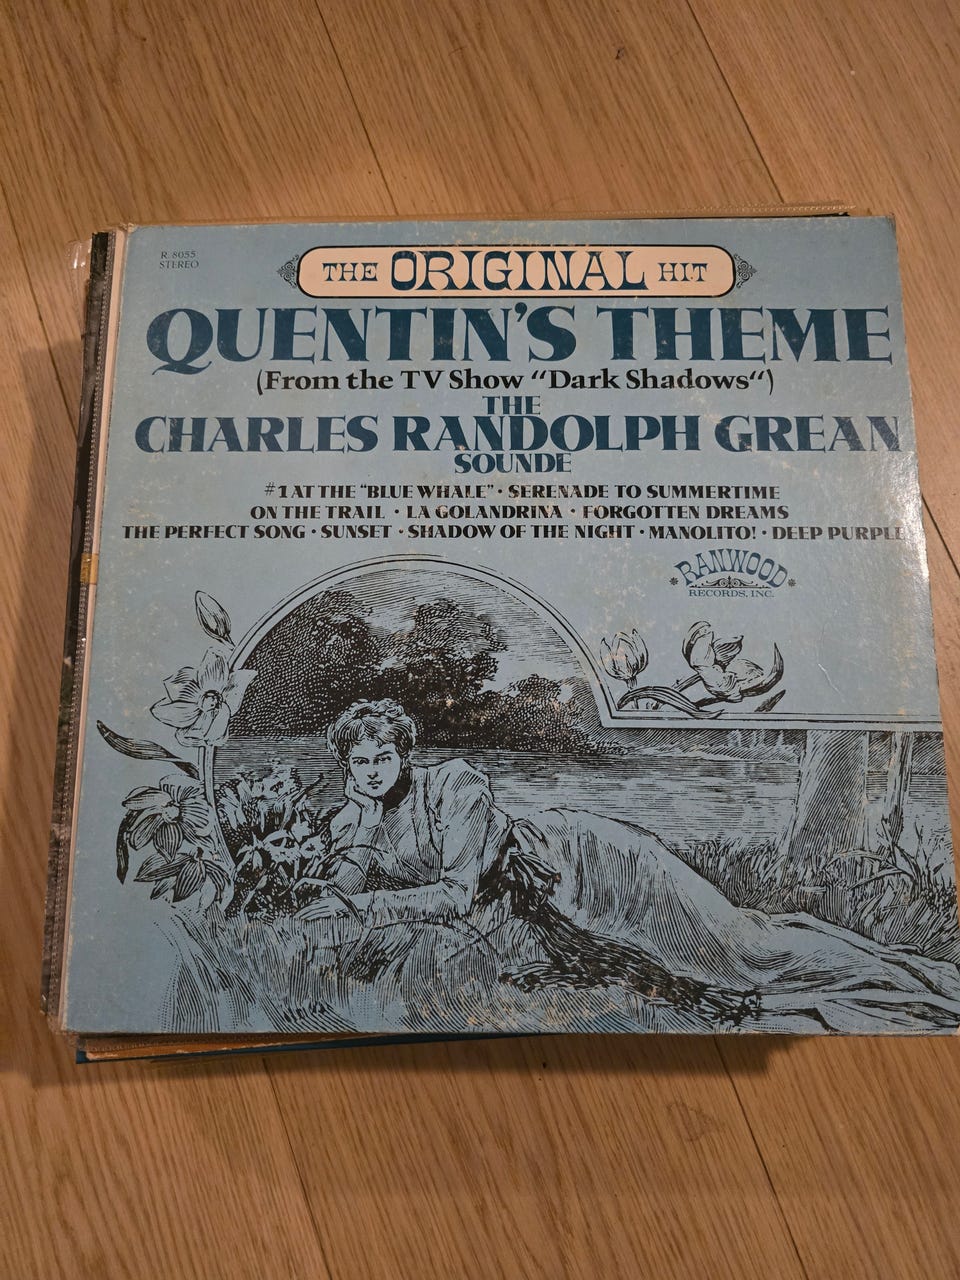 R 8055
STEREO
THE ORIGINAL HIT
QUENTIN'S THEME
(From the TV Show "Dark Shadows")
THE
CHARLES RANDOLPH GREAN
SOUNDE
#1 AT THE "BLUE WHALE" · SERENADE TO SUMMERTIME
ON THE TRAIL · LA GOLANDRINA · FORGOTTEN DREAMS
THE PERFECT SONG · SUNSET · SHADOW OF THE NIGHT · MANOLITO! · DEEP PURPLE
RANWOOD
RECORDS, INC.